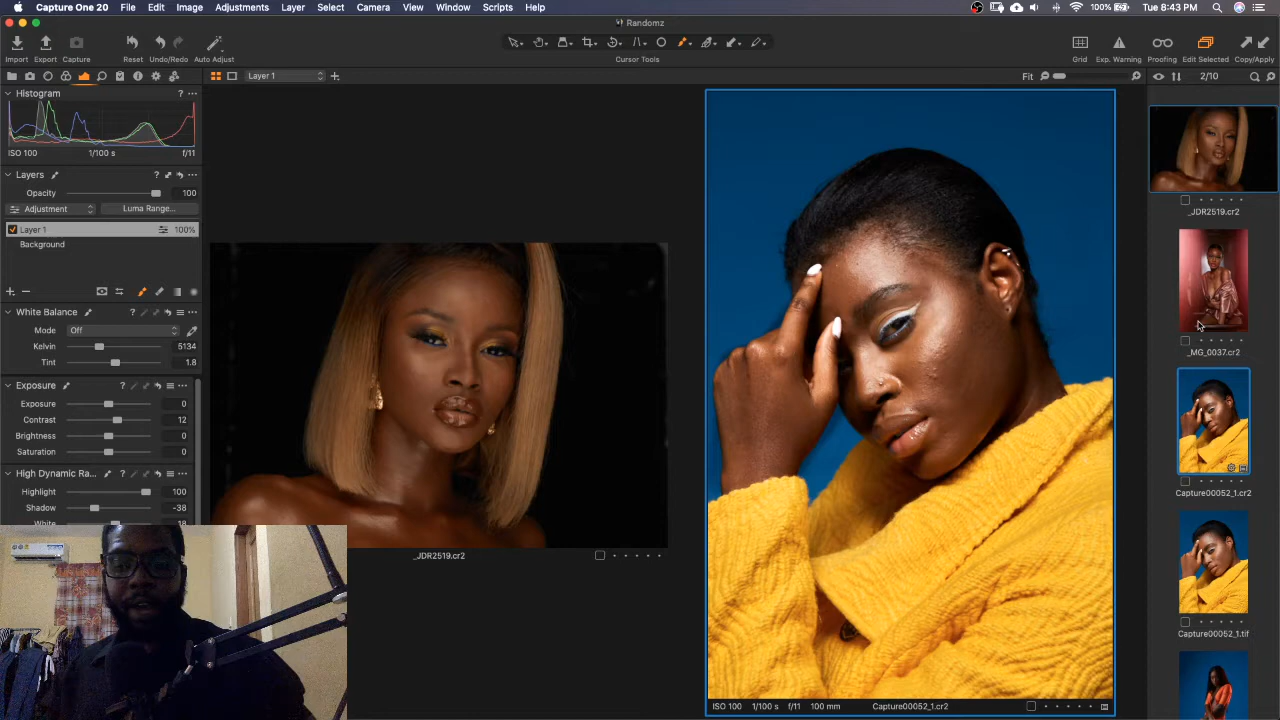 Capture One 20 File Edit Image Adjustments Layer Select Camera View Window Scripts Help 100% Tue 8:43 PM
Randomz
Import Export Capture Reset Undo/Redo Auto Adjust Cursor Tools Grid Exp. Warning Proofing Edit Selected Copy/Apply
Layer 1 Fit 2/10
Histogram ? ...
ISO 100 1/100 s f/11
Layers ? ...
Opacity 100
Adjustment Luma Range...
Layer 1 100%
Background
White Balance ? ...
Mode Off
Kelvin 5134
Tint 1.8
Exposure ? ...
Exposure 0
Contrast 12
Brightness 0
Saturation 0
High Dynamic Ra... ? ...
Highlight 100
Shadow -38
White 18
_JDR2519.cr2
ISO 100 1/100 s f/11 100 mm Capture00052_1.cr2
_JDR2519.cr2
_MG_0037.cr2
Capture00052_1.cr2
Capture00052_1.tif